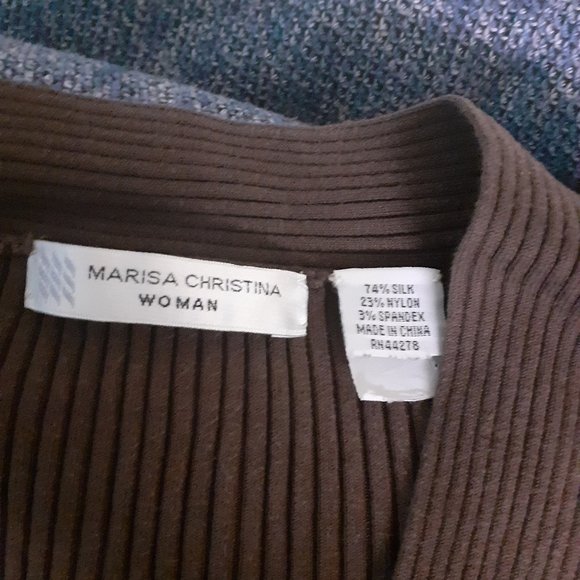 MARISA CHRISTINA
WOMAN
74% SILK
23% NYLON
3% SPANDEX
MADE IN CHINA
RN44278